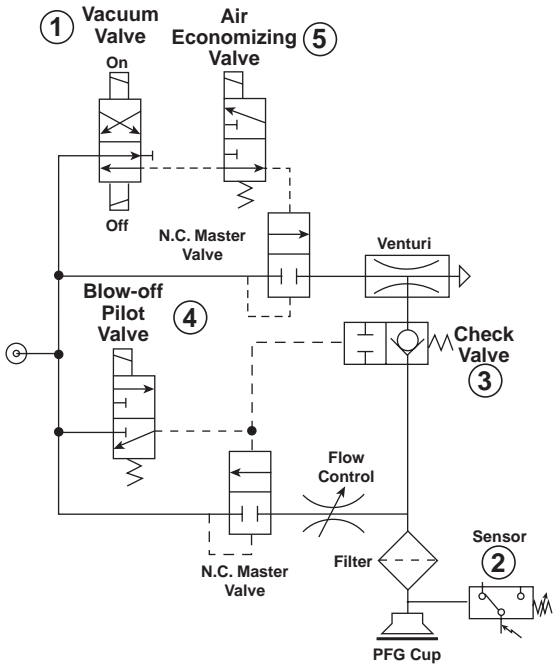 1
Vacuum
Valve
On
Off
Air
Economizing
Valve
5
N.C. Master
Valve
Venturi
Blow-off
Pilot
Valve
4
Check
Valve
3
Flow
Control
N.C. Master
Valve
Filter
Sensor
2
PFG Cup